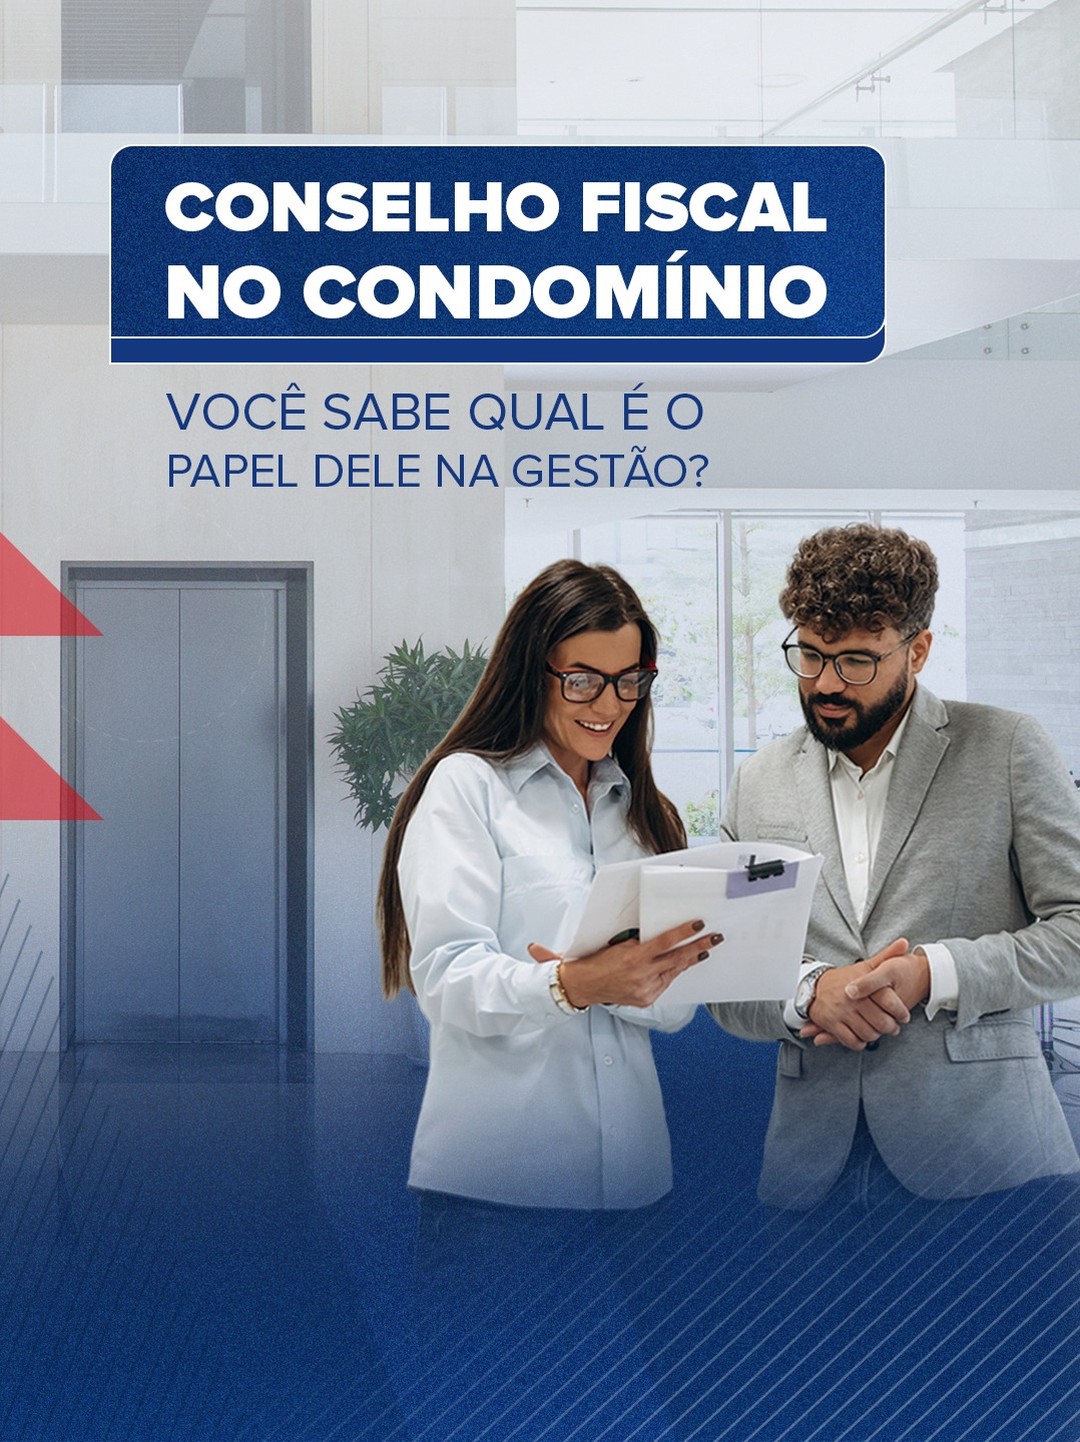 CONSELHO FISCAL
NO CONDOMÍNIO
VOCÊ SABE QUAL É O
PAPEL DELE NA GESTÃO?